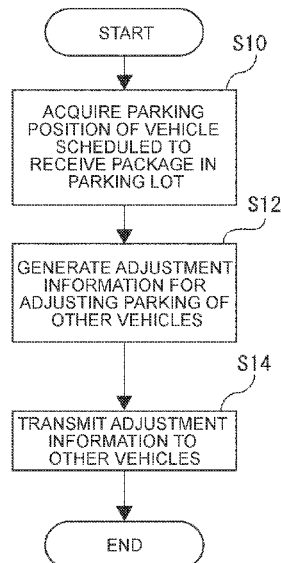 START
S10
ACQUIRE PARKING
POSITION OF VEHICLE
SCHEDULED TO
RECEIVE PACKAGE IN
PARKING LOT
S12
GENERATE ADJUSTMENT
INFORMATION FOR
ADJUSTING PARKING OF
OTHER VEHICLES
S14
TRANSMIT ADJUSTMENT
INFORMATION TO
OTHER VEHICLES
END